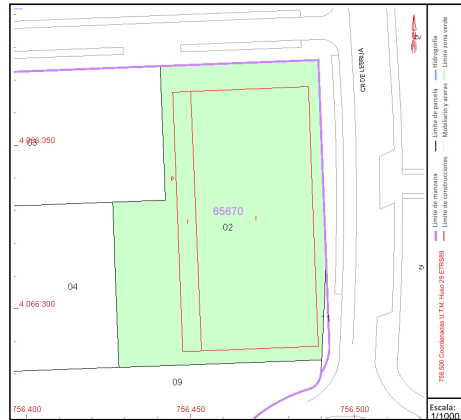 CR DE LEBRIJA
03
4.066.350
P
65670
I
I
02
04
4.066.300
11
09
756.400
756.450
756.500
Límite de manzana
Límite de parcela
Hidrografía
Límite de construcciones
Mobiliario y aceras
Límite zona verde
756.500 Coordenadas U.T.M. Huso 29 ETRS89
Escala:
1/1000